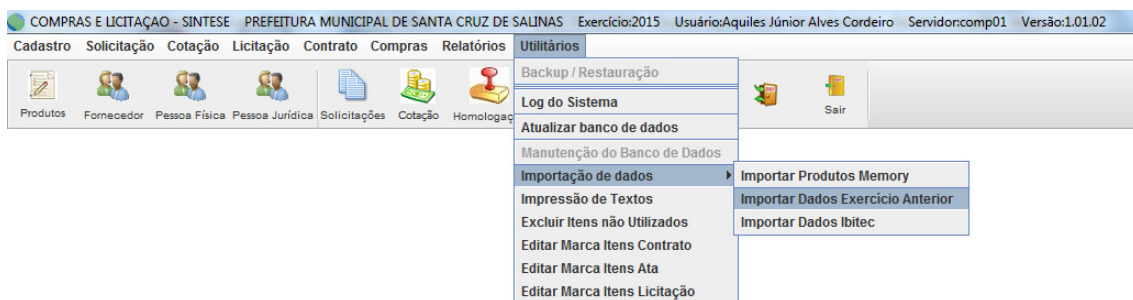 COMPRAS E LICITAÇAO - SINTESE PREFEITURA MUNICIPAL DE SANTA CRUZ DE SALINAS Exercício:2015 Usuário:Aquiles Júnior Alves Cordeiro Servidor:comp01 Versão:1.01.02
Cadastro Solicitação Cotação Licitação Contrato Compras Relatórios Utilitários
Produtos Fornecedor Pessoa Física Pessoa Jurídica Solicitações Cotação Homologaç Sair
Backup / Restauração
Log do Sistema
Atualizar banco de dados
Manutenção do Banco de Dados
Importação de dados
Importar Produtos Memory
Importar Dados Exercício Anterior
Importar Dados Ibitec
Impressão de Textos
Excluir Itens não Utilizados
Editar Marca Itens Contrato
Editar Marca Itens Ata
Editar Marca Itens Licitação